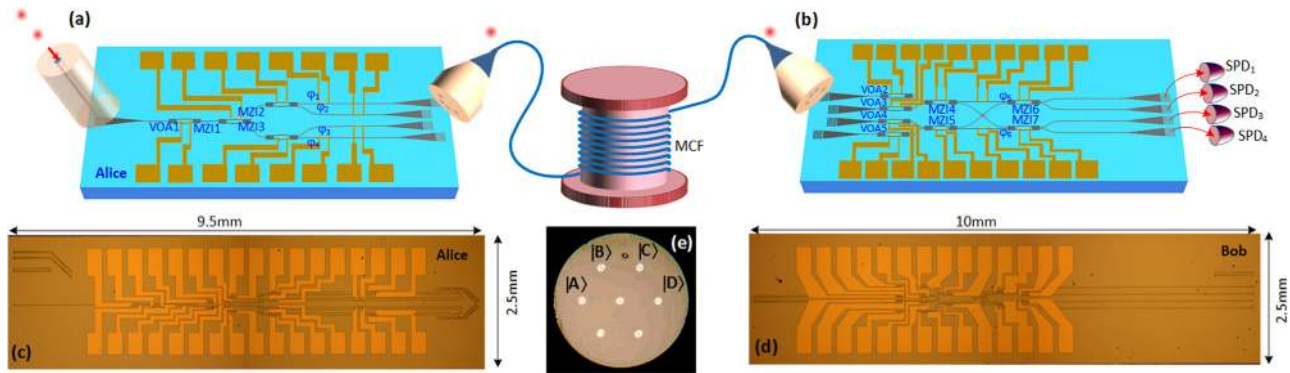 (a)
VOA1
MZI1
MZI2
MZI3
φ1
φ2
φ3
φ4
Alice
MCF
(b)
VOA2
VOA3
VOA4
VOA5
MZI4
MZI5
φ5
φ6
MZI6
MZI7
SPD1
SPD2
SPD3
SPD4
9.5mm
Alice
2.5mm
(c)
(e)
|B⟩
|C⟩
|A⟩
|D⟩
10mm
Bob
2.5mm
(d)